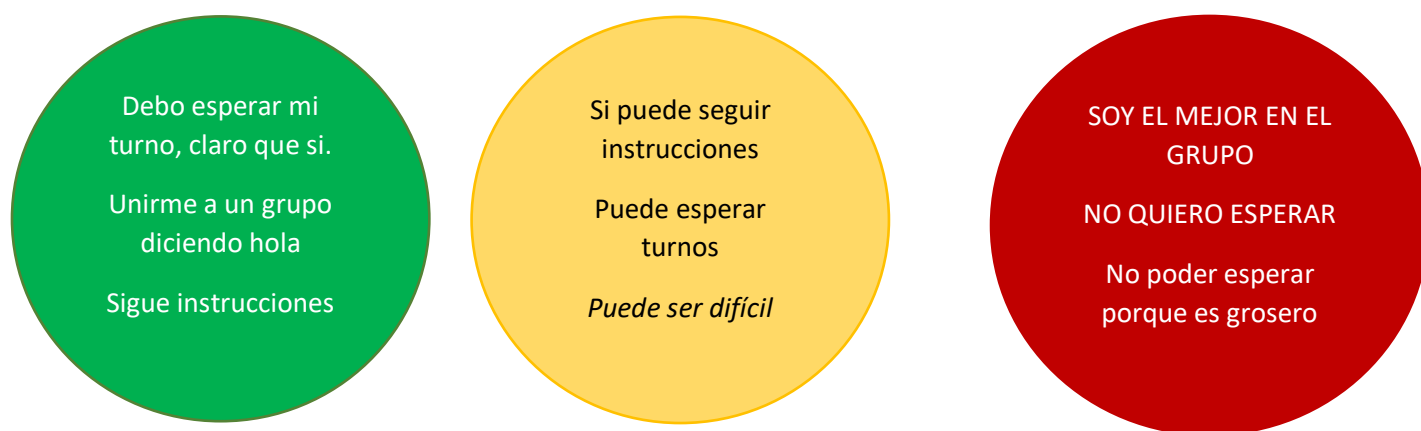 Debo esperar mi
turno, claro que si.
Unirme a un grupo
diciendo hola
Sigue instrucciones
Si puede seguir
instrucciones
Puede esperar
turnos
Puede ser difícil
SOY EL MEJOR EN EL
GRUPO
NO QUIERO ESPERAR
No poder esperar
porque es grosero